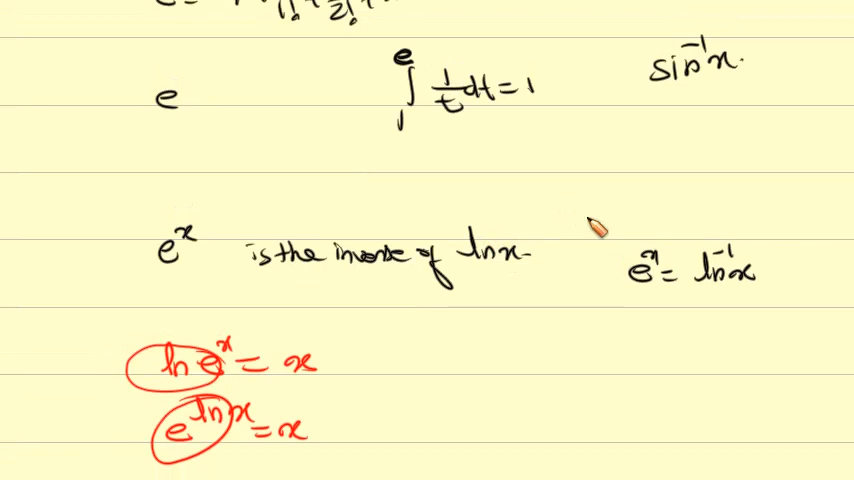 e
∫₁ᵉ 1/t dt = 1
sin⁻¹x.
eˣ is the inverse of ln x.
eˣ = ln⁻¹x
ln eˣ = x
e^(ln x) = x